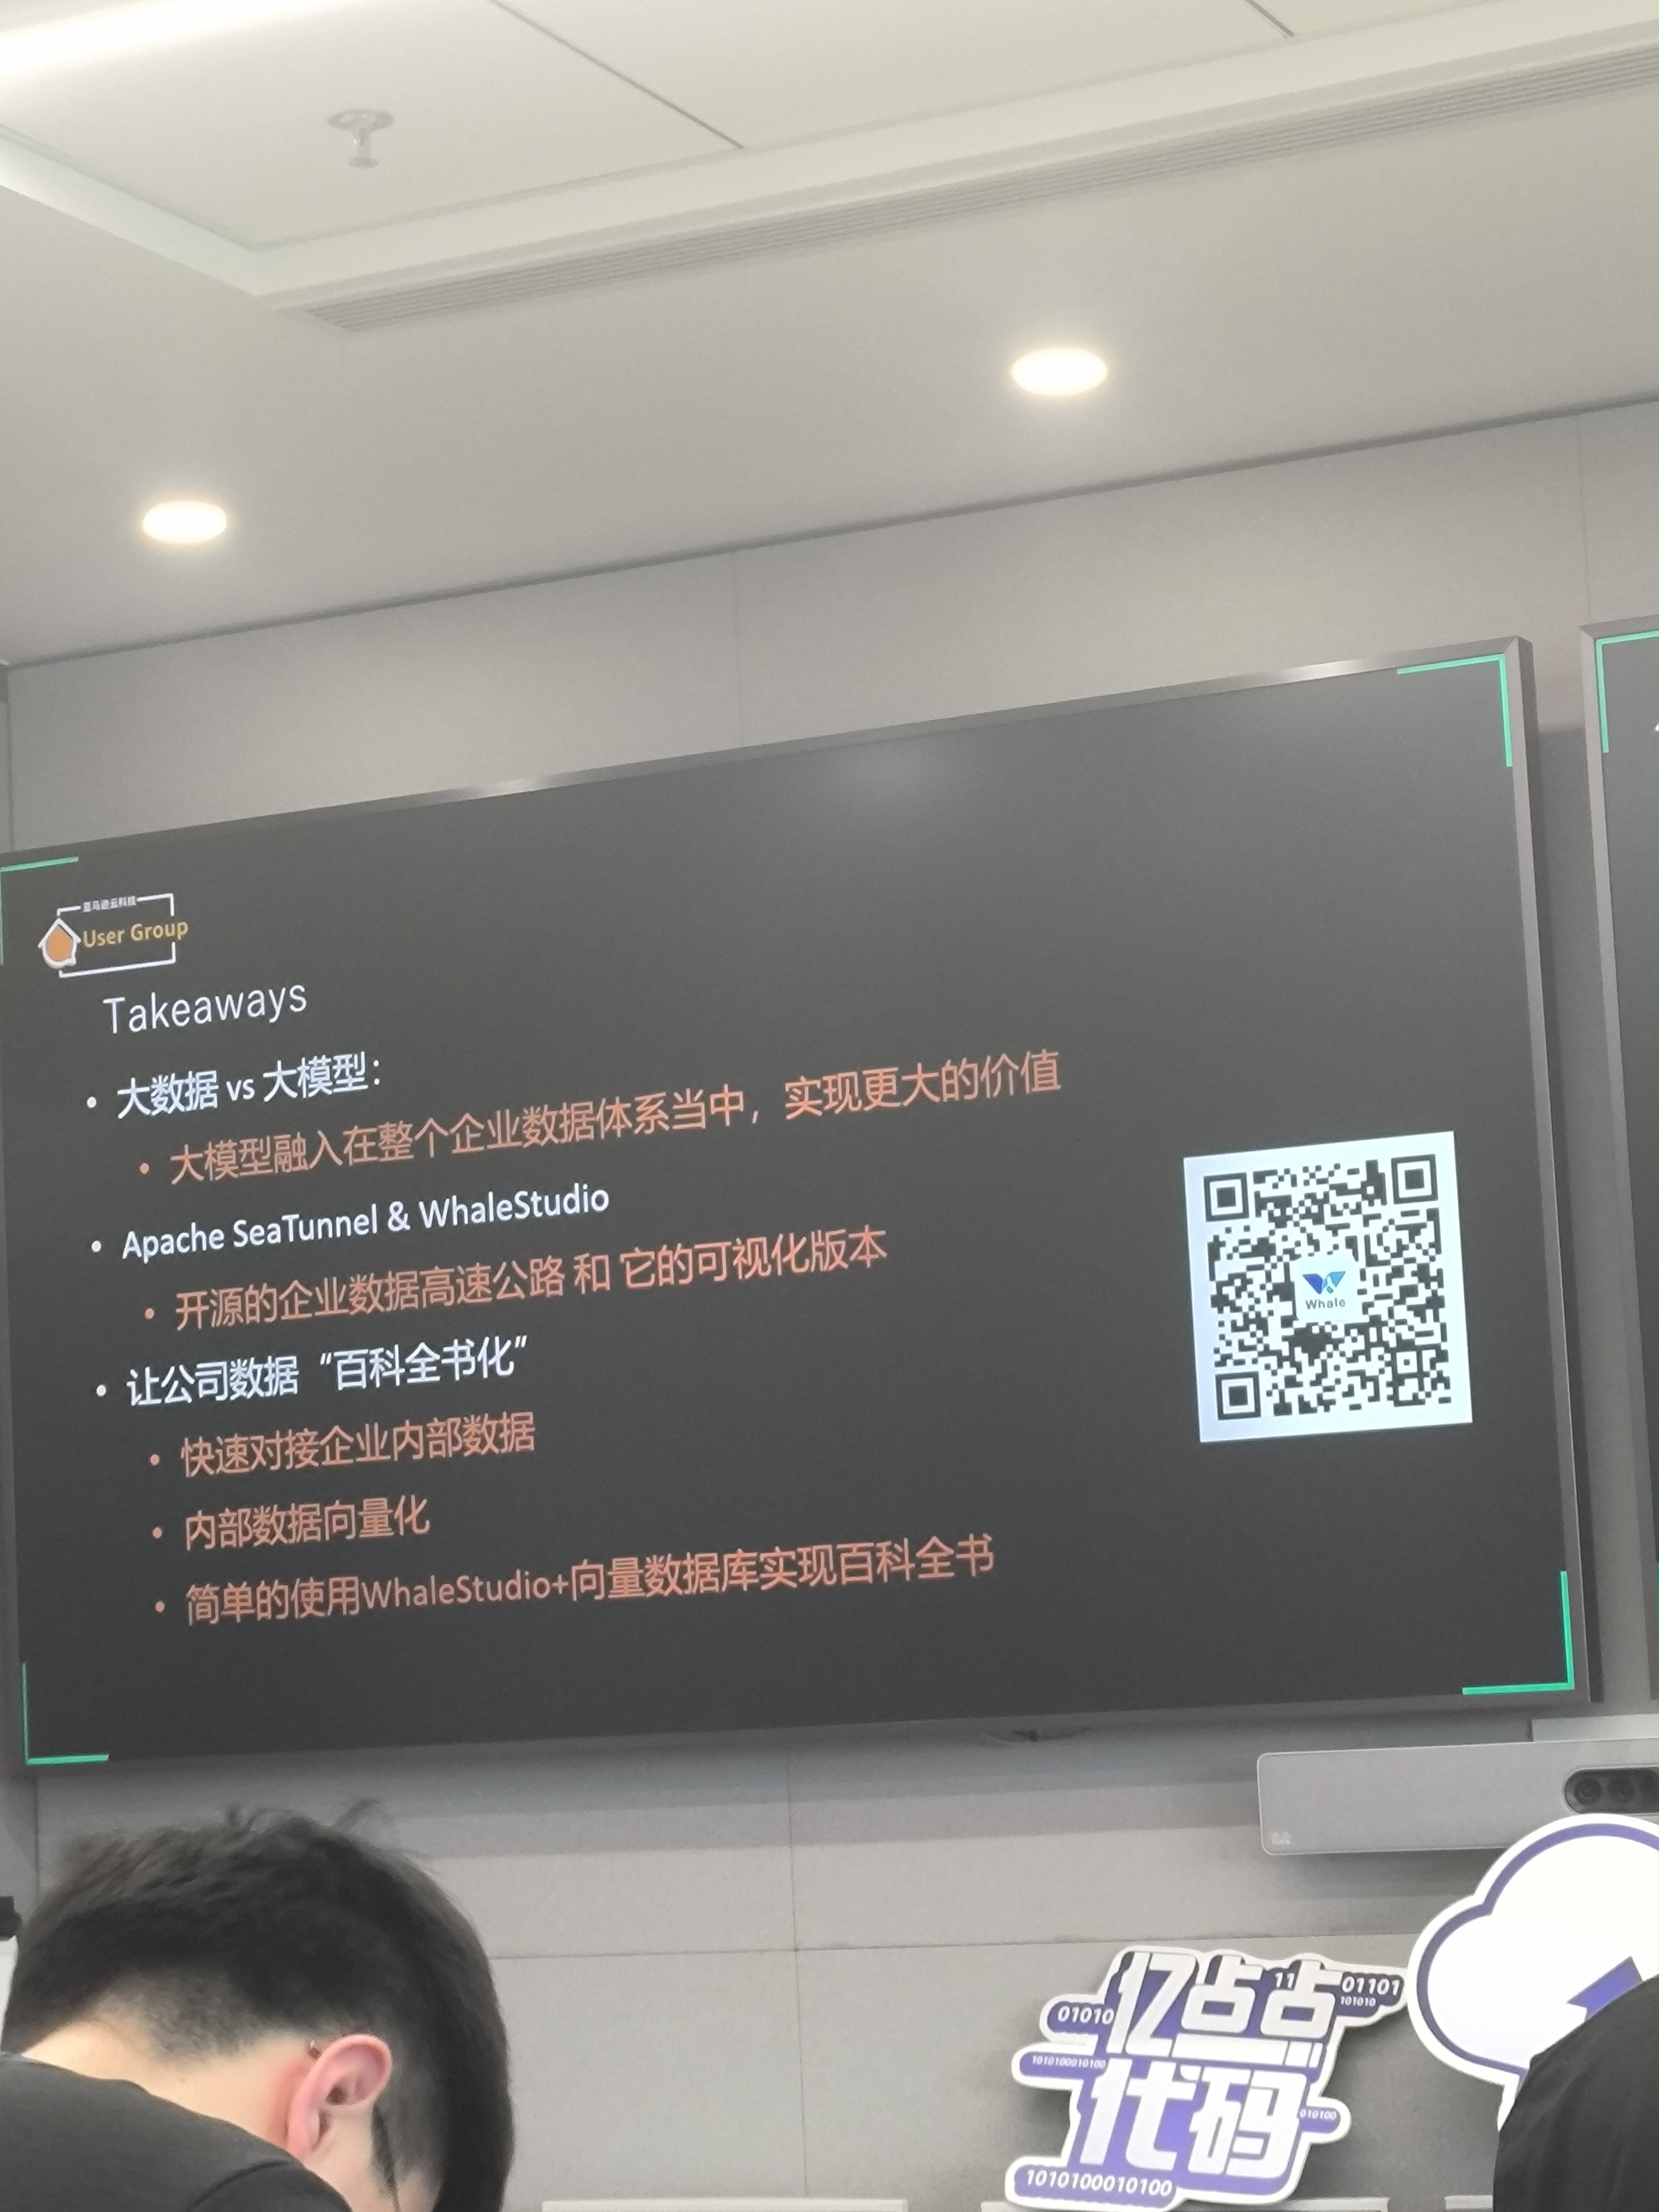 亚马逊云科技
User Group
Takeaways
• 大数据 vs 大模型：
• 大模型融入在整个企业数据体系当中，实现更大的价值
• Apache SeaTunnel & WhaleStudio
• 开源的企业数据高速公路 和 它的可视化版本
• 让公司数据“百科全书化”
• 快速对接企业内部数据
• 内部数据向量化
• 简单的使用WhaleStudio+向量数据库实现百科全书
Whale
亿点点
11
01101
101010
01010
1010100010100
代码
010100
1010100010100